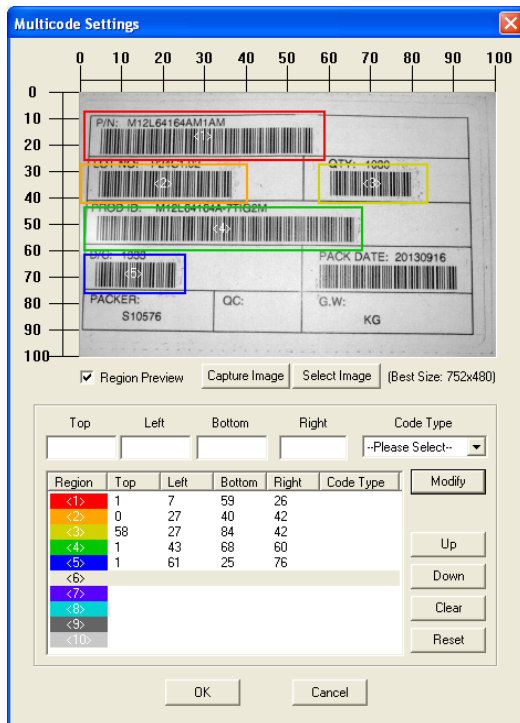 Multicode Settings
0 10 20 30 40 50 60 70 80 90 100
0
10
20
30
40
50
60
70
80
90
100
P/N: M12L64164AM1AM
<1>
QTY: 1000
<2>
<3>
PROD ID: M12L64164A-7TIG2M
<4>
D/C: 1333
PACK DATE: 20130916
<5>
PACKER:
S10576
QC:
G.W:
KG
Region Preview
Capture Image
Select Image
(Best Size: 752x480)
Top Left Bottom Right Code Type
--Please Select--
Region Top Left Bottom Right Code Type
Modify
<1> 1 7 59 26
<2> 0 27 40 42
<3> 58 27 84 42
<4> 1 43 68 60
<5> 1 61 25 76
<6>
<7>
<8>
<9>
<10>
Up
Down
Clear
Reset
OK
Cancel